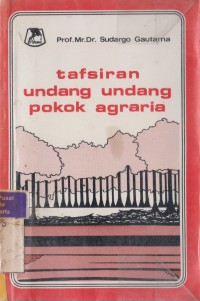 Prof. Mr. Dr. Sudargo Gautama
tafsiran
undang undang
pokok agraria